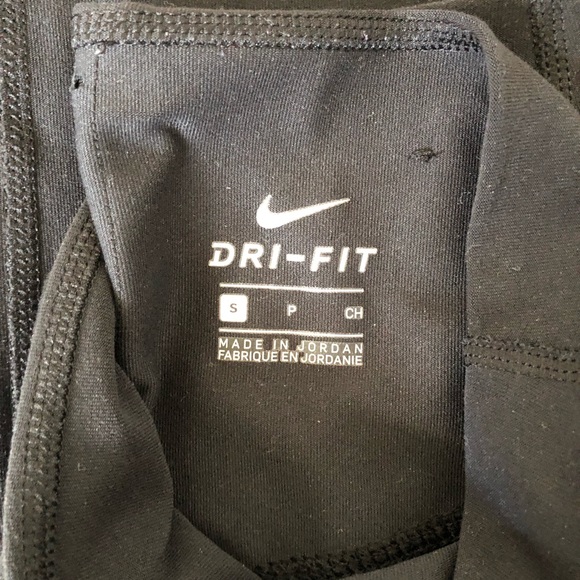 DRI-FIT
S P CH
MADE IN JORDAN
FABRIQUE EN JORDANIE